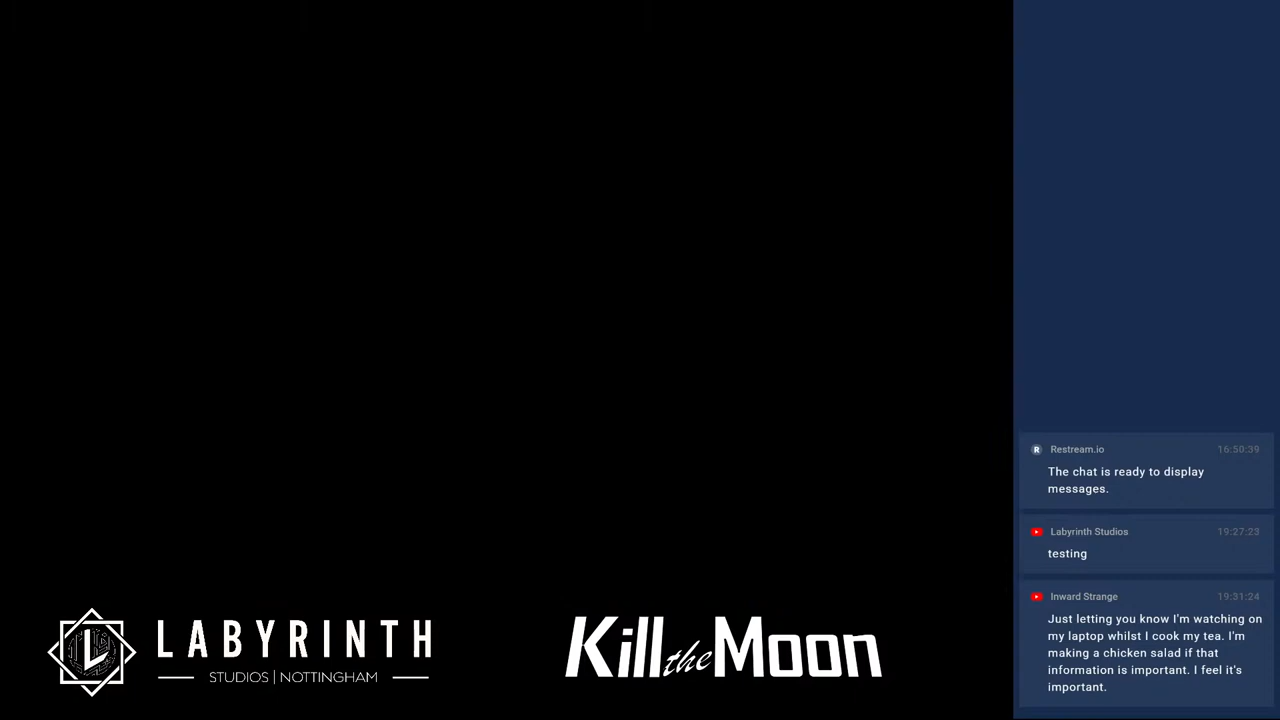 Restream.io 16:50:39
The chat is ready to display
messages.
Labyrinth Studios 19:27:23
testing
Inward Strange 19:31:24
Just letting you know I'm watching on
my laptop whilst I cook my tea. I'm
making a chicken salad if that
information is important. I feel it's
important.
LABYRINTH
STUDIOS | NOTTINGHAM
Kill the Moon